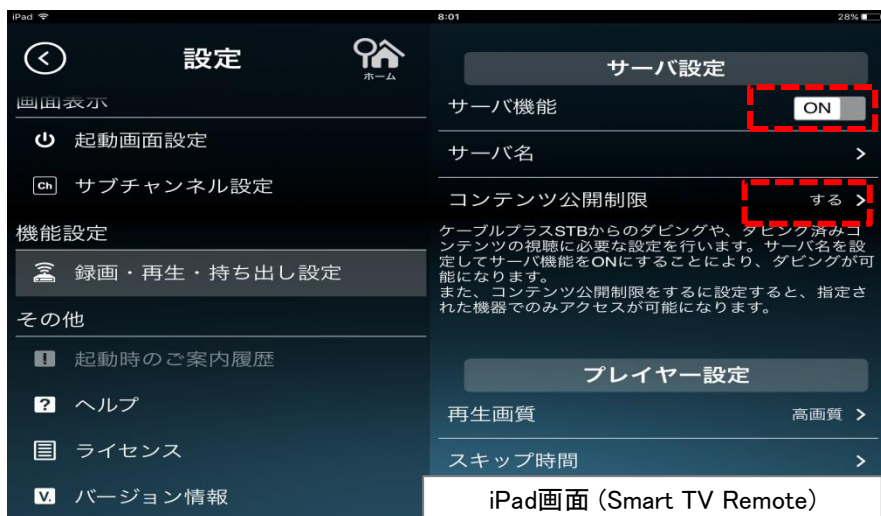 iPad
8:01
28%
設定
ホーム
画面表示
起動画面設定
Ch サブチャンネル設定
機能設定
録画・再生・持ち出し設定
その他
! 起動時のご案内履歴
? ヘルプ
ライセンス
V. バージョン情報
サーバ設定
サーバ機能 ON
サーバ名 >
コンテンツ公開制限 する >
ケーブルプラスSTBからのダビングや、ダビング済みコ
ンテンツの視聴に必要な設定を行います。サーバ名を設
定してサーバ機能をONにすることにより、ダビングが可
能になります。
また、コンテンツ公開制限をするに設定すると、指定さ
れた機器でのみアクセスが可能になります。
プレイヤー設定
再生画質 高画質 >
スキップ時間 >
iPad画面（Smart TV Remote）